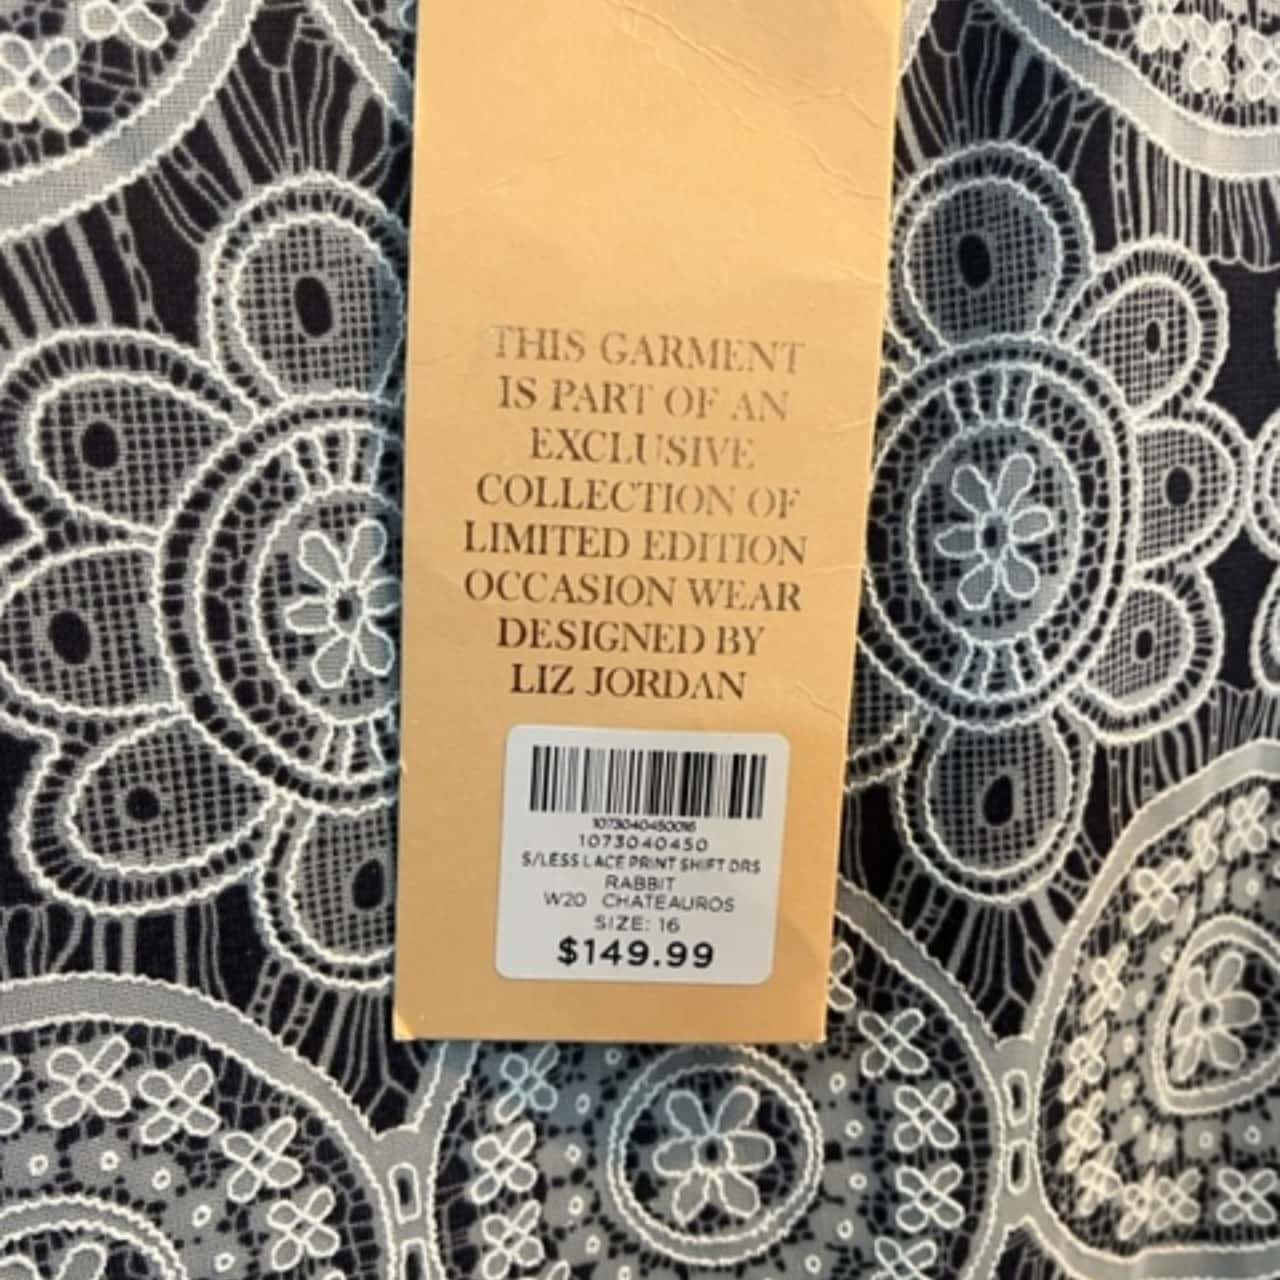 THIS GARMENT
IS PART OF AN
EXCLUSIVE
COLLECTION OF
LIMITED EDITION
OCCASION WEAR
DESIGNED BY
LIZ JORDAN
1073040450016
1073040450
S/LESS LACE PRINT SHIFT DRS
RABBIT
W20 CHATEAUROS
SIZE: 16
$149.99